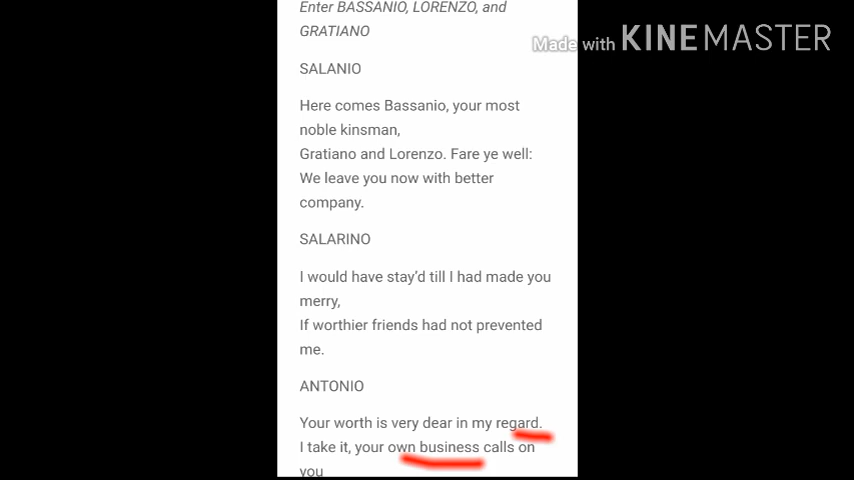 Enter BASSANIO, LORENZO, and
GRATIANO
Made with KINEMASTER
SALANIO
Here comes Bassanio, your most
noble kinsman,
Gratiano and Lorenzo. Fare ye well:
We leave you now with better
company.
SALARINO
I would have stay'd till I had made you
merry,
If worthier friends had not prevented
me.
ANTONIO
Your worth is very dear in my regard.
I take it, your own business calls on
you